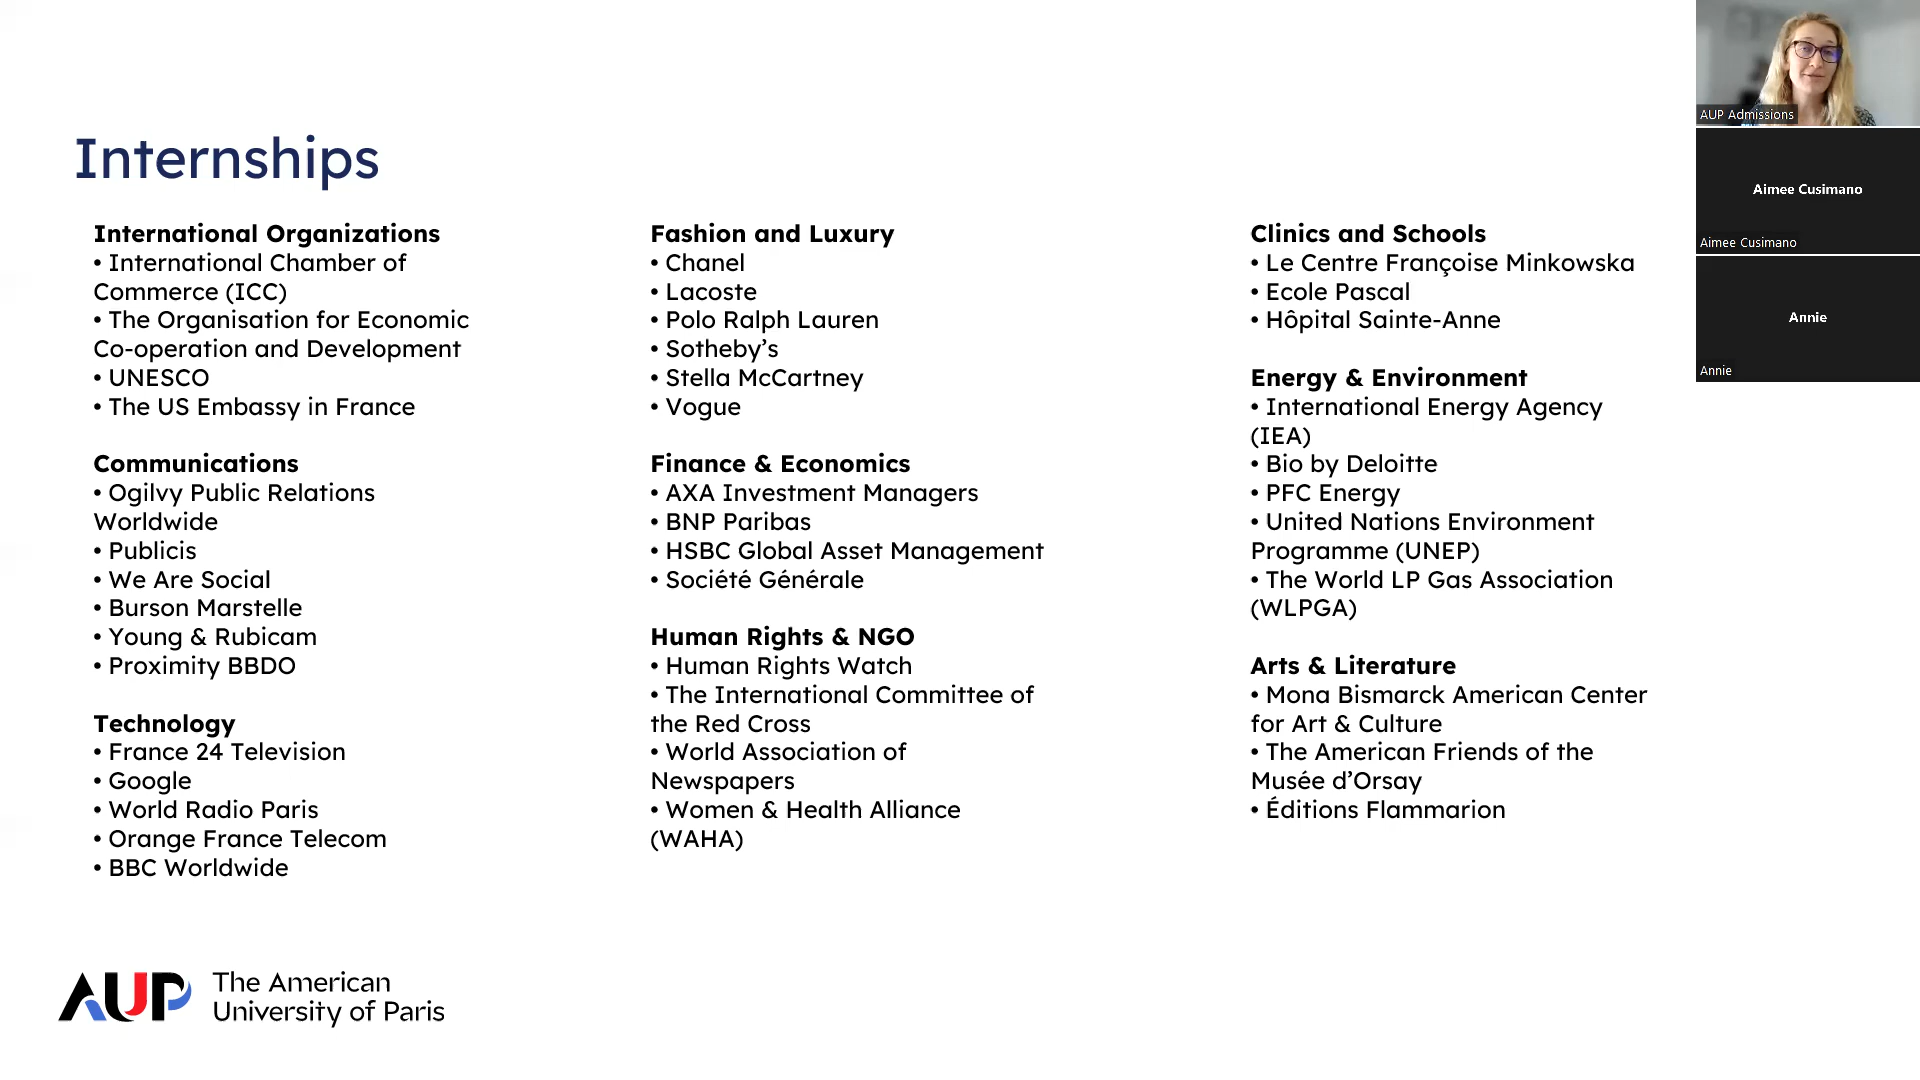 Internships
International Organizations
• International Chamber of
Commerce (ICC)
• The Organisation for Economic
Co-operation and Development
• UNESCO
• The US Embassy in France
Communications
• Ogilvy Public Relations
Worldwide
• Publicis
• We Are Social
• Burson Marstelle
• Young & Rubicam
• Proximity BBDO
Technology
• France 24 Television
• Google
• World Radio Paris
• Orange France Telecom
• BBC Worldwide
Fashion and Luxury
• Chanel
• Lacoste
• Polo Ralph Lauren
• Sotheby’s
• Stella McCartney
• Vogue
Finance & Economics
• AXA Investment Managers
• BNP Paribas
• HSBC Global Asset Management
• Société Générale
Human Rights & NGO
• Human Rights Watch
• The International Committee of
the Red Cross
• World Association of
Newspapers
• Women & Health Alliance
(WAHA)
Clinics and Schools
• Le Centre Françoise Minkowska
• Ecole Pascal
• Hôpital Sainte-Anne
Energy & Environment
• International Energy Agency
(IEA)
• Bio by Deloitte
• PFC Energy
• United Nations Environment
Programme (UNEP)
• The World LP Gas Association
(WLPGA)
Arts & Literature
• Mona Bismarck American Center
for Art & Culture
• The American Friends of the
Musée d’Orsay
• Éditions Flammarion
AUP
The American
University of Paris
AUP Admissions
Aimee Cusimano
Aimee Cusimano
Annie
Annie